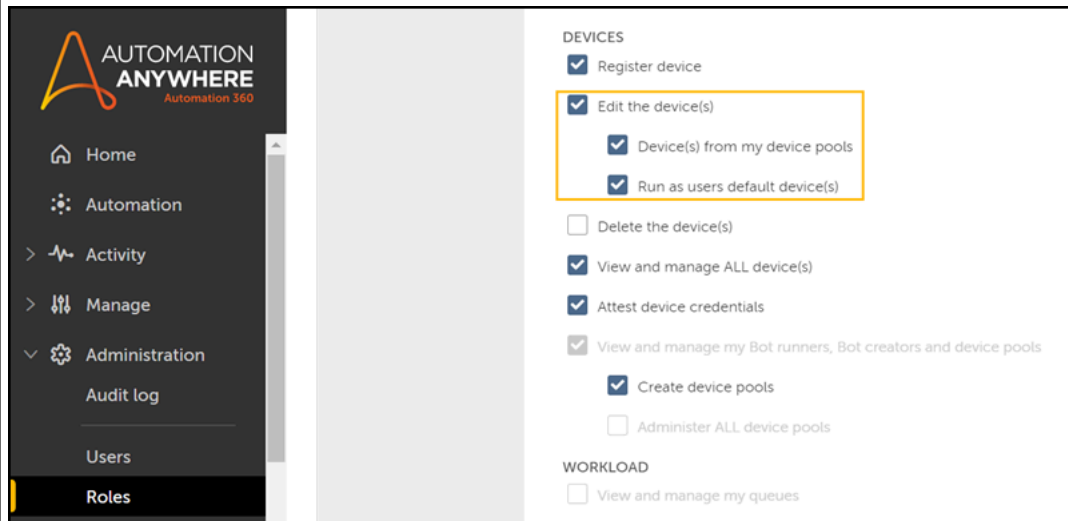 AUTOMATION
ANYWHERE
Automation 360
Home
Automation
Activity
Manage
Administration
Audit log
Users
Roles
DEVICES
Register device
Edit the device(s)
Device(s) from my device pools
Run as users default device(s)
Delete the device(s)
View and manage ALL device(s)
Attest device credentials
View and manage my Bot runners, Bot creators and device pools
Create device pools
Administer ALL device pools
WORKLOAD
View and manage my queues